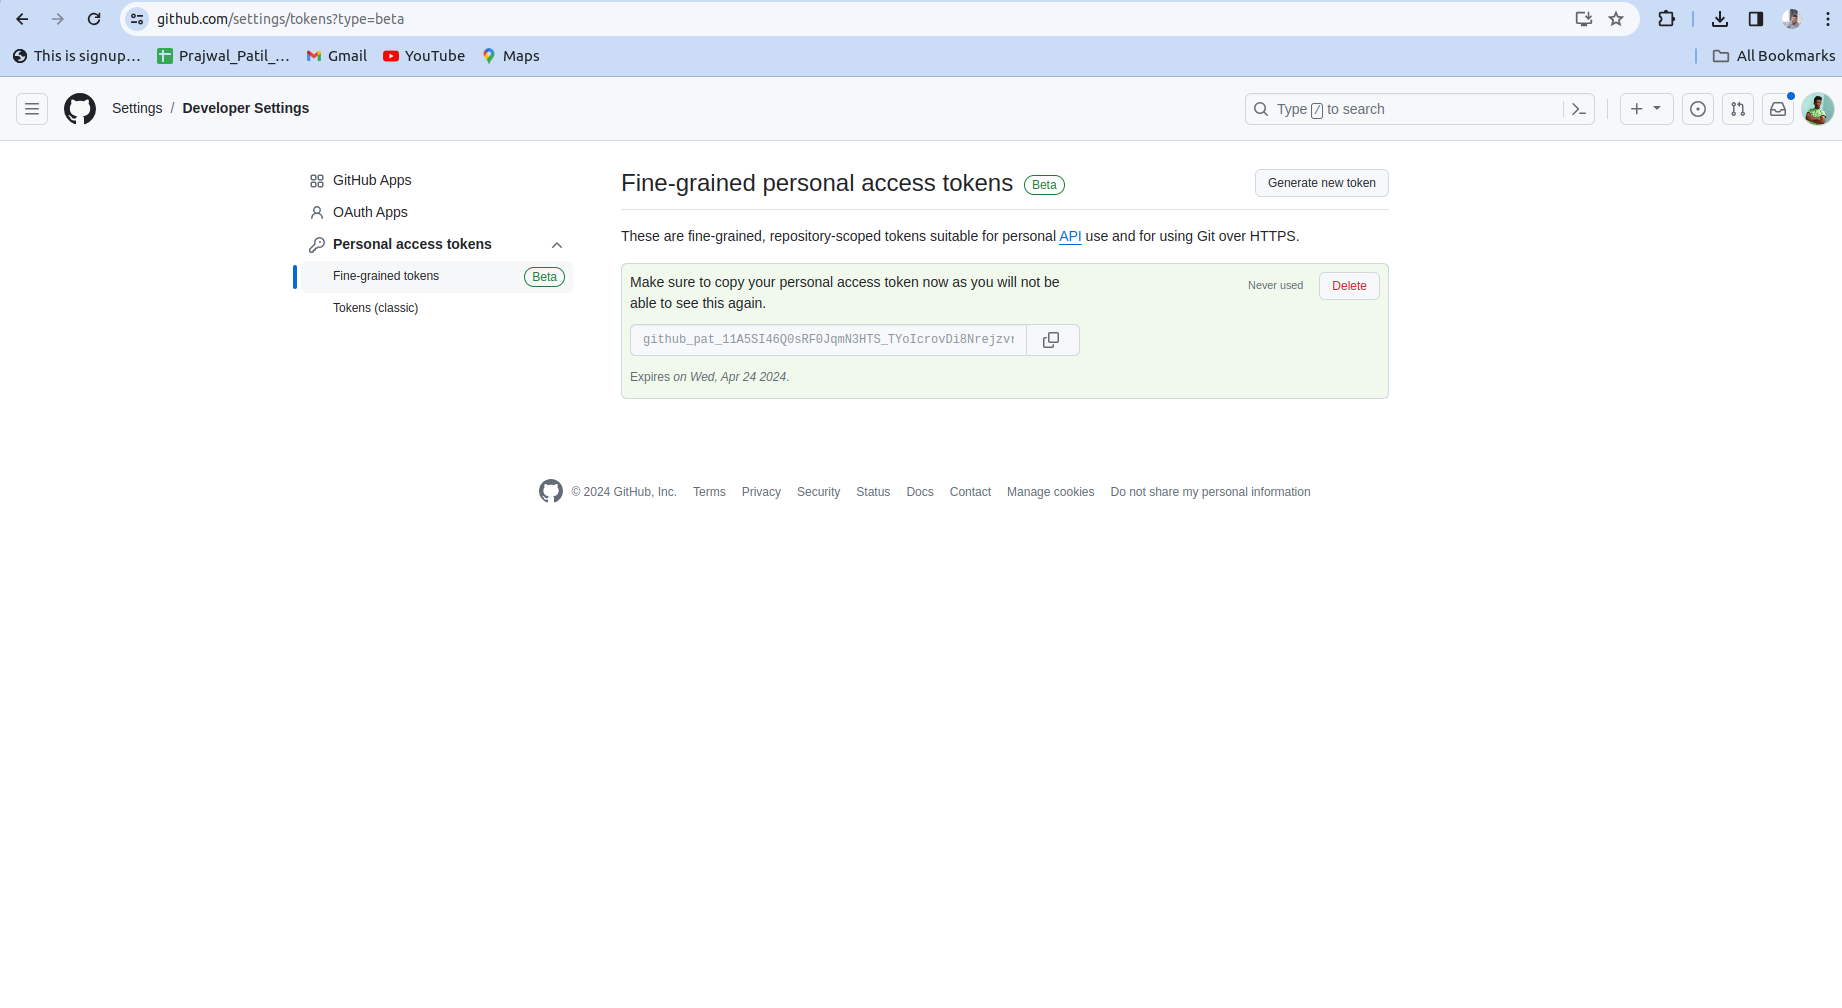 github.com/settings/tokens?type=beta
This is signup... Prajwal_Patil_... Gmail YouTube Maps All Bookmarks
Settings / Developer Settings
Type / to search
GitHub Apps
OAuth Apps
Personal access tokens
Fine-grained tokens Beta
Tokens (classic)
Fine-grained personal access tokens Beta
Generate new token
These are fine-grained, repository-scoped tokens suitable for personal API use and for using Git over HTTPS.
Make sure to copy your personal access token now as you will not be
able to see this again.
Never used Delete
github_pat_11A5SI46Q0sRF0JqmN3HTS_TYoIcrovDi8Nrejzvr
Expires on Wed, Apr 24 2024.
© 2024 GitHub, Inc. Terms Privacy Security Status Docs Contact Manage cookies Do not share my personal information